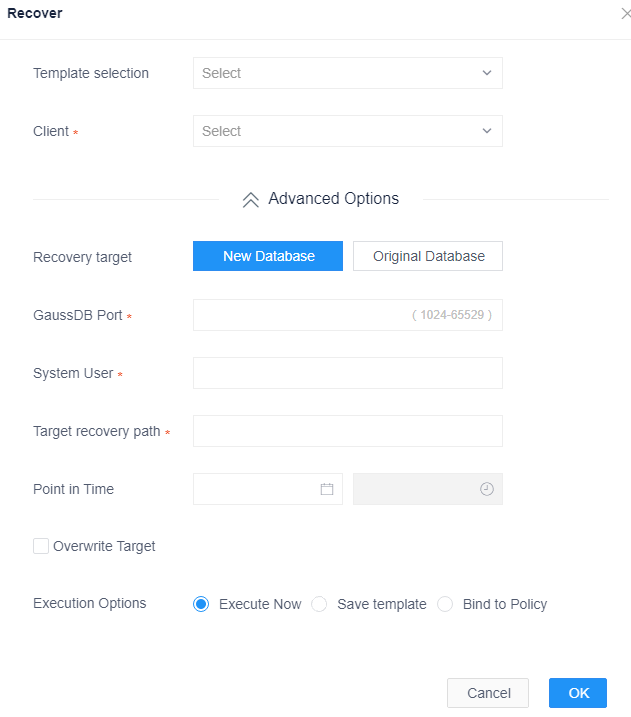 Recover
Template selection Select
Client * Select
Advanced Options
Recovery target New Database Original Database
GaussDB Port * ( 1024-65529 )
System User *
Target recovery path *
Point in Time
Overwrite Target
Execution Options Execute Now Save template Bind to Policy
Cancel OK